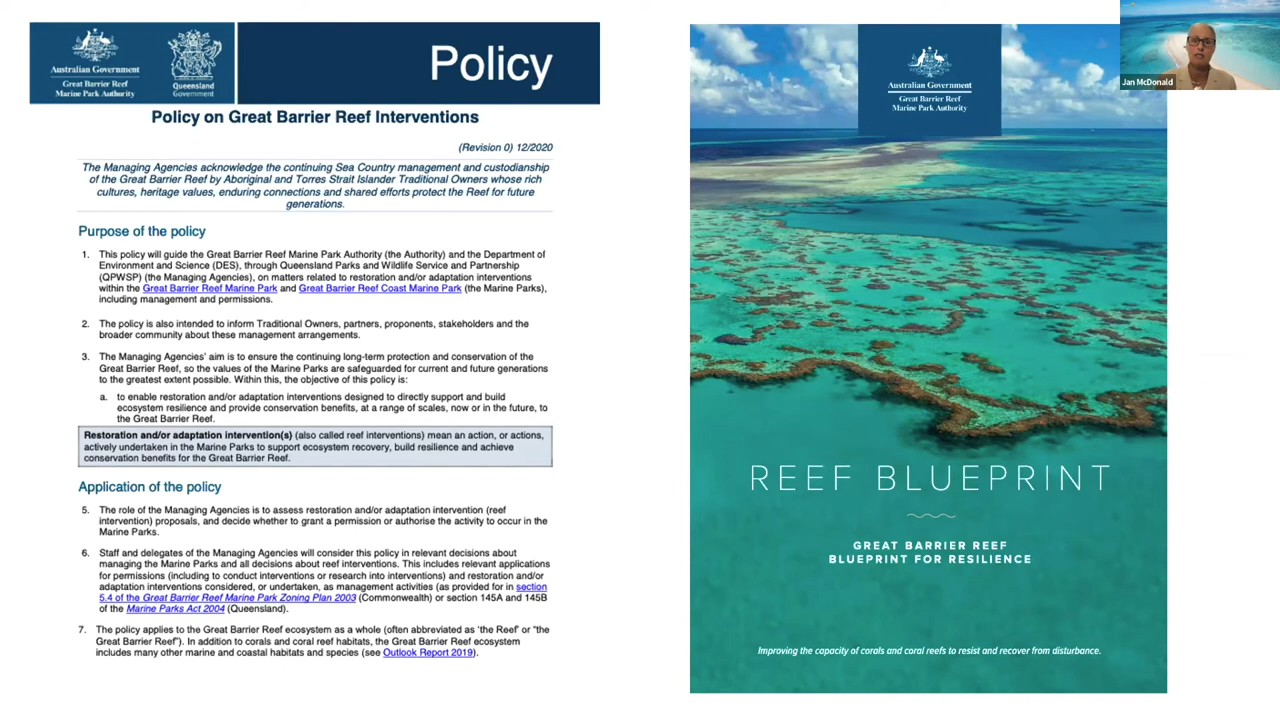 Australian Government
Great Barrier Reef
Marine Park Authority
Queensland
Government
Policy
Policy on Great Barrier Reef Interventions
(Revision 0) 12/2020
The Managing Agencies acknowledge the continuing Sea Country management and custodianship
of the Great Barrier Reef by Aboriginal and Torres Strait Islander Traditional Owners whose rich
cultures, heritage values, enduring connections and shared efforts protect the Reef for future
generations.
Purpose of the policy
1. This policy will guide the Great Barrier Reef Marine Park Authority (the Authority) and the Department of
Environment and Science (DES), through Queensland Parks and Wildlife Service and Partnership
(QPWSP) (the Managing Agencies), on matters related to restoration and/or adaptation interventions
within the Great Barrier Reef Marine Park and Great Barrier Reef Coast Marine Park (the Marine Parks),
including management and permissions.
2. The policy is also intended to inform Traditional Owners, partners, proponents, stakeholders and the
broader community about these management arrangements.
3. The Managing Agencies' aim is to ensure the continuing long-term protection and conservation of the
Great Barrier Reef, so the values of the Marine Parks are safeguarded for current and future generations
to the greatest extent possible. Within this, the objective of this policy is:
a. to enable restoration and/or adaptation interventions designed to directly support and build
ecosystem resilience and provide conservation benefits, at a range of scales, now or in the future, to
the Great Barrier Reef.
Restoration and/or adaptation intervention(s) (also called reef interventions) mean an action, or actions,
actively undertaken in the Marine Parks to support ecosystem recovery, build resilience and achieve
conservation benefits for the Great Barrier Reef.
Application of the policy
5. The role of the Managing Agencies is to assess restoration and/or adaptation intervention (reef
intervention) proposals, and decide whether to grant a permission or authorise the activity to occur in the
Marine Parks.
6. Staff and delegates of the Managing Agencies will consider this policy in relevant decisions about
managing the Marine Parks and all decisions about reef interventions. This includes relevant applications
for permissions (including to conduct interventions or research into interventions) and restoration and/or
adaptation interventions considered, or undertaken, as management activities (as provided for in section
5.4 of the Great Barrier Reef Marine Park Zoning Plan 2003 (Commonwealth) or section 145A and 145B
of the Marine Parks Act 2004 (Queensland).
7. The policy applies to the Great Barrier Reef ecosystem as a whole (often abbreviated as 'the Reef' or "the
Great Barrier Reef"). In addition to corals and coral reef habitats, the Great Barrier Reef ecosystem
includes many other marine and coastal habitats and species (see Outlook Report 2019).
Australian Government
Great Barrier Reef
Marine Park Authority
REEF BLUEPRINT
GREAT BARRIER REEF
BLUEPRINT FOR RESILIENCE
Improving the capacity of corals and coral reefs to resist and recover from disturbance.
Jan McDonald